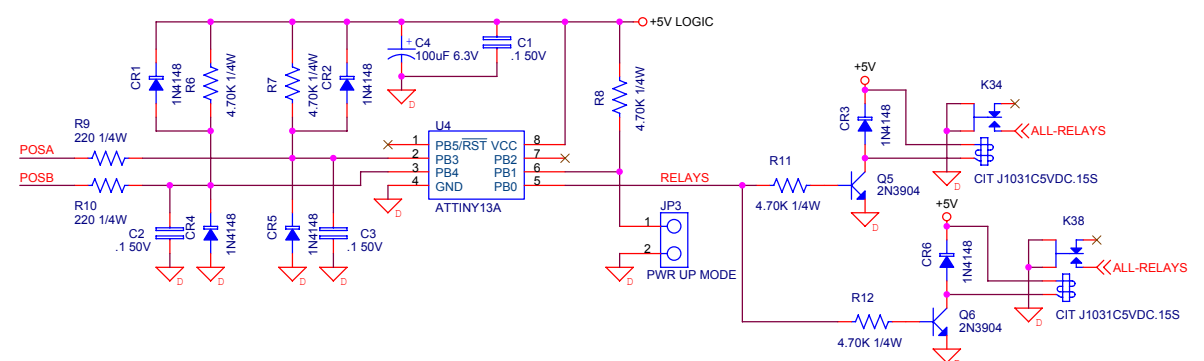 +5V LOGIC
CR1
1N4148
R6
4.70K 1/4W
R7
4.70K 1/4W
CR2
1N4148
+
C4
100uF 6.3V
C1
.1 50V
D
R8
4.70K 1/4W
D
R9
220 1/4W
POSA
POSB
R10
220 1/4W
U4
1 PB5/RST VCC 8
2 PB3 PB2 7
3 PB4 PB1 6
4 GND PB0 5
ATTINY13A
D
C2
.1 50V
CR4
1N4148
CR5
1N4148
C3
.1 50V
D
D
D
D
RELAYS
JP3
1
2
PWR UP MODE
D
R11
4.70K 1/4W
+5V
CR3
1N4148
Q5
2N3904
D
K34
ALL-RELAYS
D
CIT J1031C5VDC.15S
R12
4.70K 1/4W
+5V
CR6
1N4148
Q6
2N3904
D
K38
ALL-RELAYS
D
CIT J1031C5VDC.15S